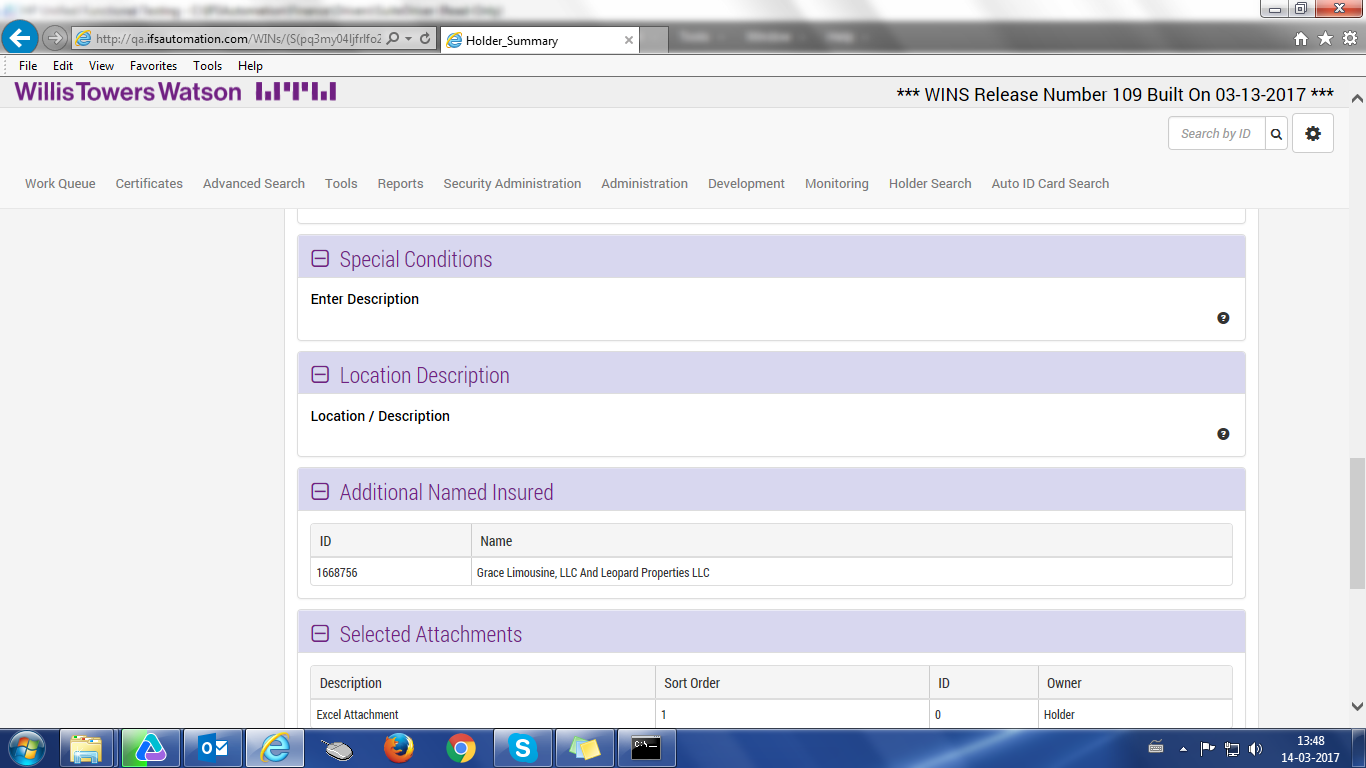 http://qa.ifsautomation.com/WINs/(S(pq3my04ljfrlfo2
Holder_Summary
File Edit View Favorites Tools Help
WillisTowersWatson
*** WINS Release Number 109 Built On 03-13-2017 ***
Search by ID
Work Queue Certificates Advanced Search Tools Reports Security Administration Administration Development Monitoring Holder Search Auto ID Card Search
Special Conditions
Enter Description
Location Description
Location / Description
Additional Named Insured
ID Name
1668756 Grace Limousine, LLC And Leopard Properties LLC
Selected Attachments
Description Sort Order ID Owner
Excel Attachment 1 0 Holder
13:48
14-03-2017